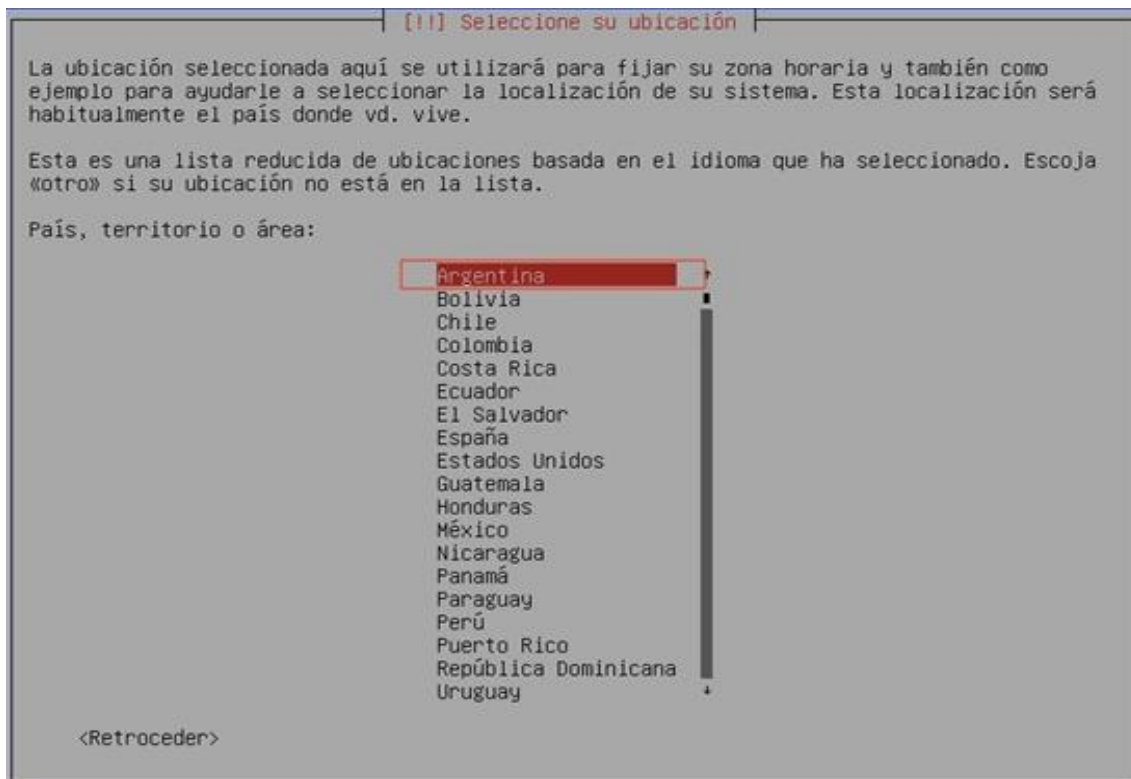 [!!] Seleccione su ubicación
La ubicación seleccionada aquí se utilizará para fijar su zona horaria y también como
ejemplo para ayudarle a seleccionar la localización de su sistema. Esta localización será
habitualmente el país donde vd. vive.
Esta es una lista reducida de ubicaciones basada en el idioma que ha seleccionado. Escoja
«otro» si su ubicación no está en la lista.
País, territorio o área:
Argentina
Bolivia
Chile
Colombia
Costa Rica
Ecuador
El Salvador
España
Estados Unidos
Guatemala
Honduras
México
Nicaragua
Panamá
Paraguay
Perú
Puerto Rico
República Dominicana
Uruguay
<Retroceder>